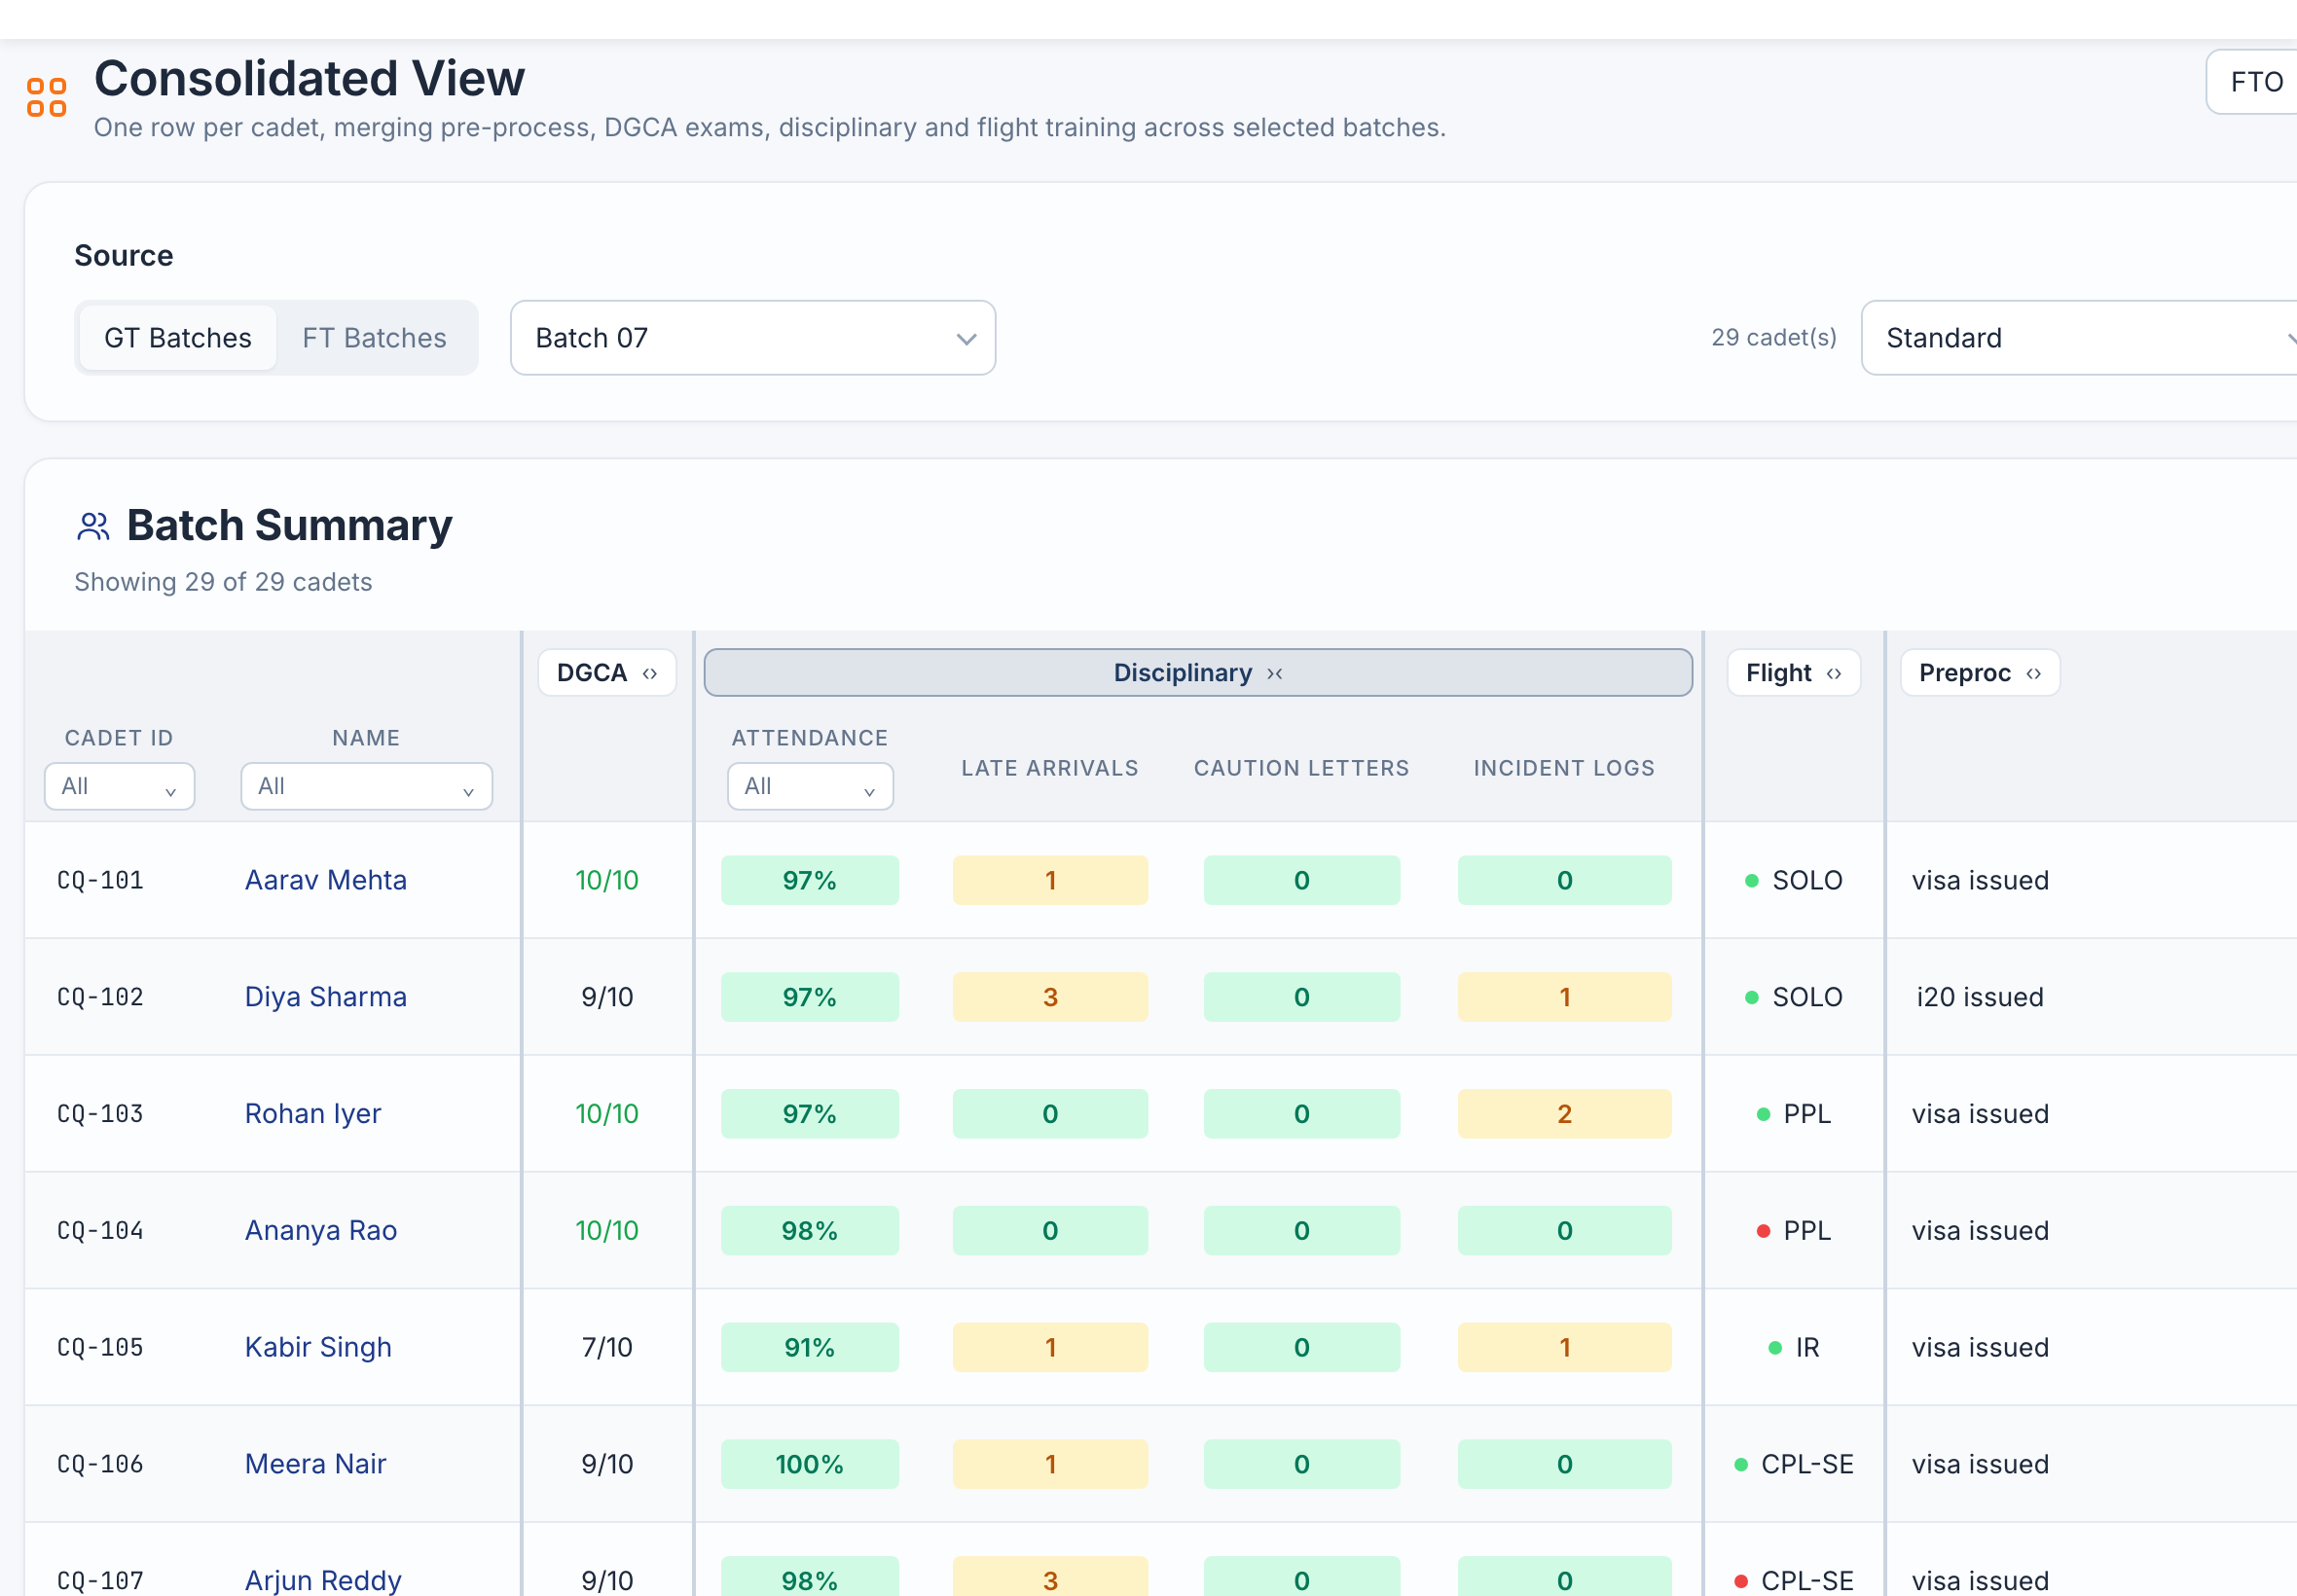 Consolidated View
One row per cadet, merging pre-process, DGCA exams, disciplinary and flight training across selected batches.
FTO
Source
GT Batches FT Batches Batch 07 29 cadet(s) Standard
Batch Summary
Showing 29 of 29 cadets
DGCA Disciplinary Flight Preproc
CADET ID NAME ATTENDANCE LATE ARRIVALS CAUTION LETTERS INCIDENT LOGS
All All All
CQ-101 Aarav Mehta 10/10 97% 1 0 0 SOLO visa issued
CQ-102 Diya Sharma 9/10 97% 3 0 1 SOLO i20 issued
CQ-103 Rohan Iyer 10/10 97% 0 0 2 PPL visa issued
CQ-104 Ananya Rao 10/10 98% 0 0 0 PPL visa issued
CQ-105 Kabir Singh 7/10 91% 1 0 1 IR visa issued
CQ-106 Meera Nair 9/10 100% 1 0 0 CPL-SE visa issued
CQ-107 Arjun Reddy 9/10 98% 3 0 0 CPL-SE visa issued